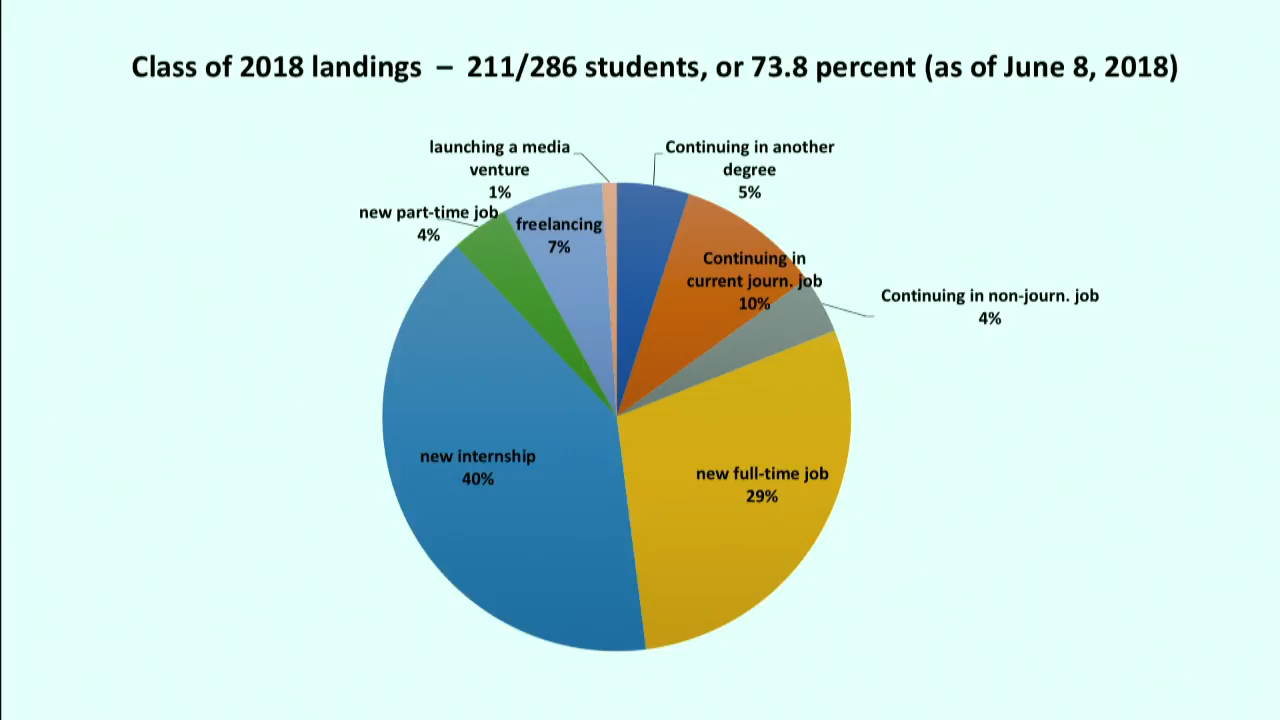 Class of 2018 landings – 211/286 students, or 73.8 percent (as of June 8, 2018)
launching a media
venture
1%
Continuing in another
degree
5%
new part-time job
4%
freelancing
7%
Continuing in
current journ. job
10%
Continuing in non-journ. job
4%
new internship
40%
new full-time job
29%